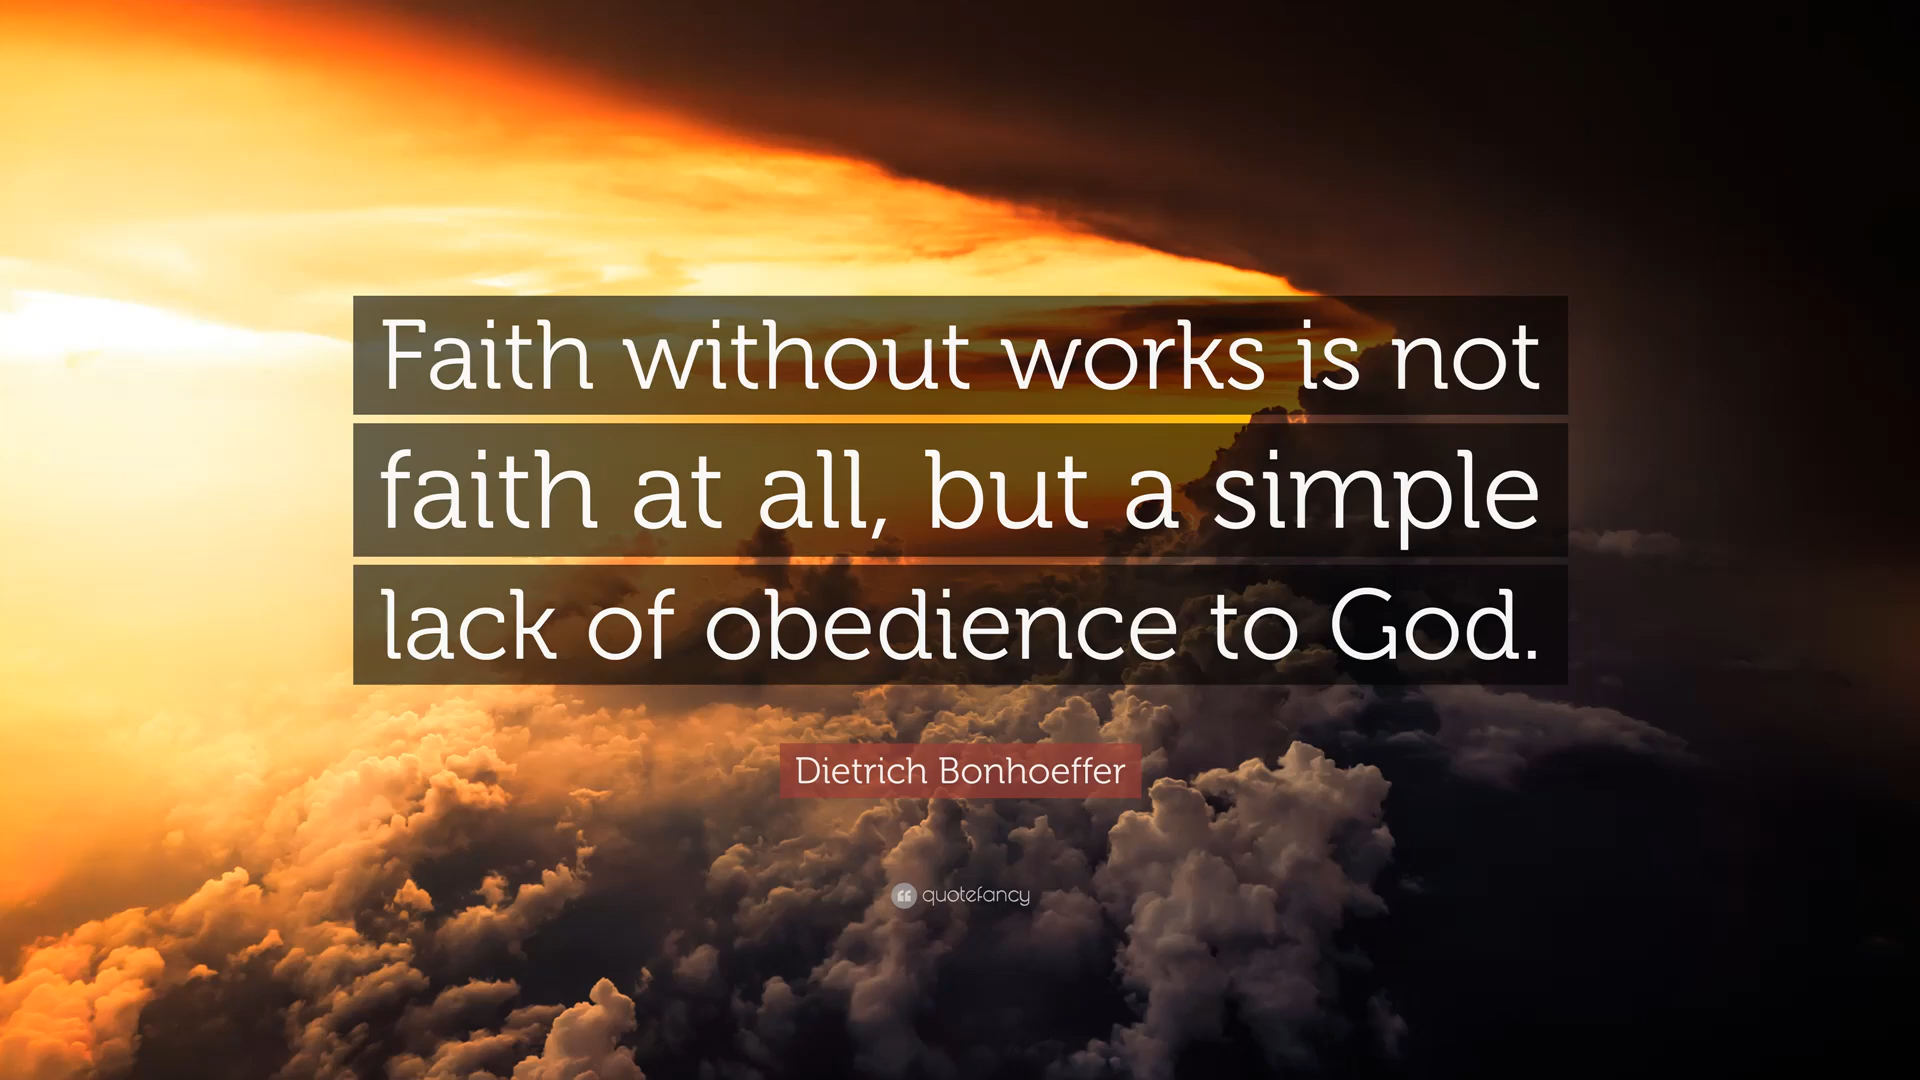 Faith without works is not
faith at all, but a simple
lack of obedience to God.
Dietrich Bonhoeffer
quotefancy